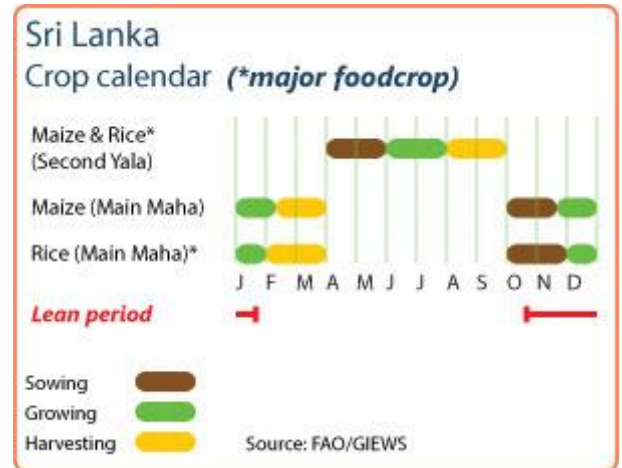 Sri Lanka
Crop calendar (*major foodcrop)
Maize & Rice*
(Second Yala)
Maize (Main Maha)
Rice (Main Maha)*
J F M A M J J A S O N D
Lean period
Sowing
Growing
Harvesting
Source: FAO/GIEWS